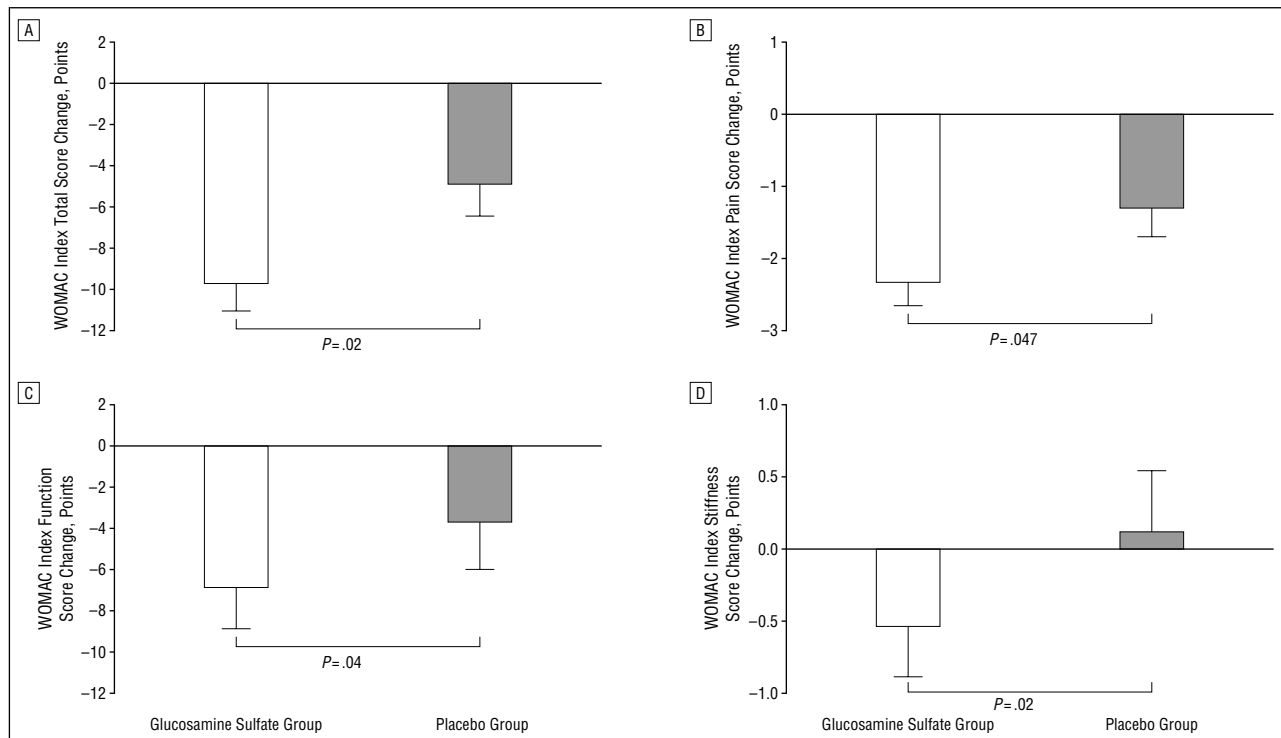 A
WOMAC Index Total Score Change, Points
2
0
−2
−4
−6
−8
−10
−12
P=.02
B
WOMAC Index Pain Score Change, Points
1
0
−1
−2
−3
P=.047
C
WOMAC Index Function
Score Change, Points
2
0
−2
−4
−6
−8
−10
−12
P=.04
Glucosamine Sulfate Group
Placebo Group
D
WOMAC Index Stiffness
Score Change, Points
1.0
0.5
0.0
−0.5
−1.0
P=.02
Glucosamine Sulfate Group
Placebo Group